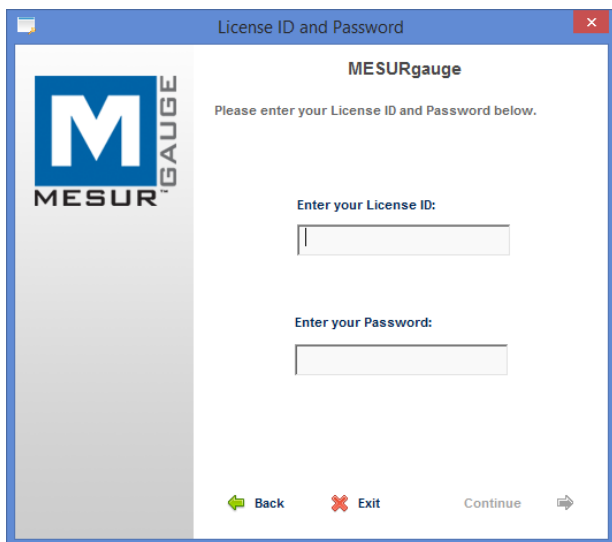 License ID and Password
MESURgauge
Please enter your License ID and Password below.
M
GAUGE
MESUR™
Enter your License ID:
Enter your Password:
Back
Exit
Continue